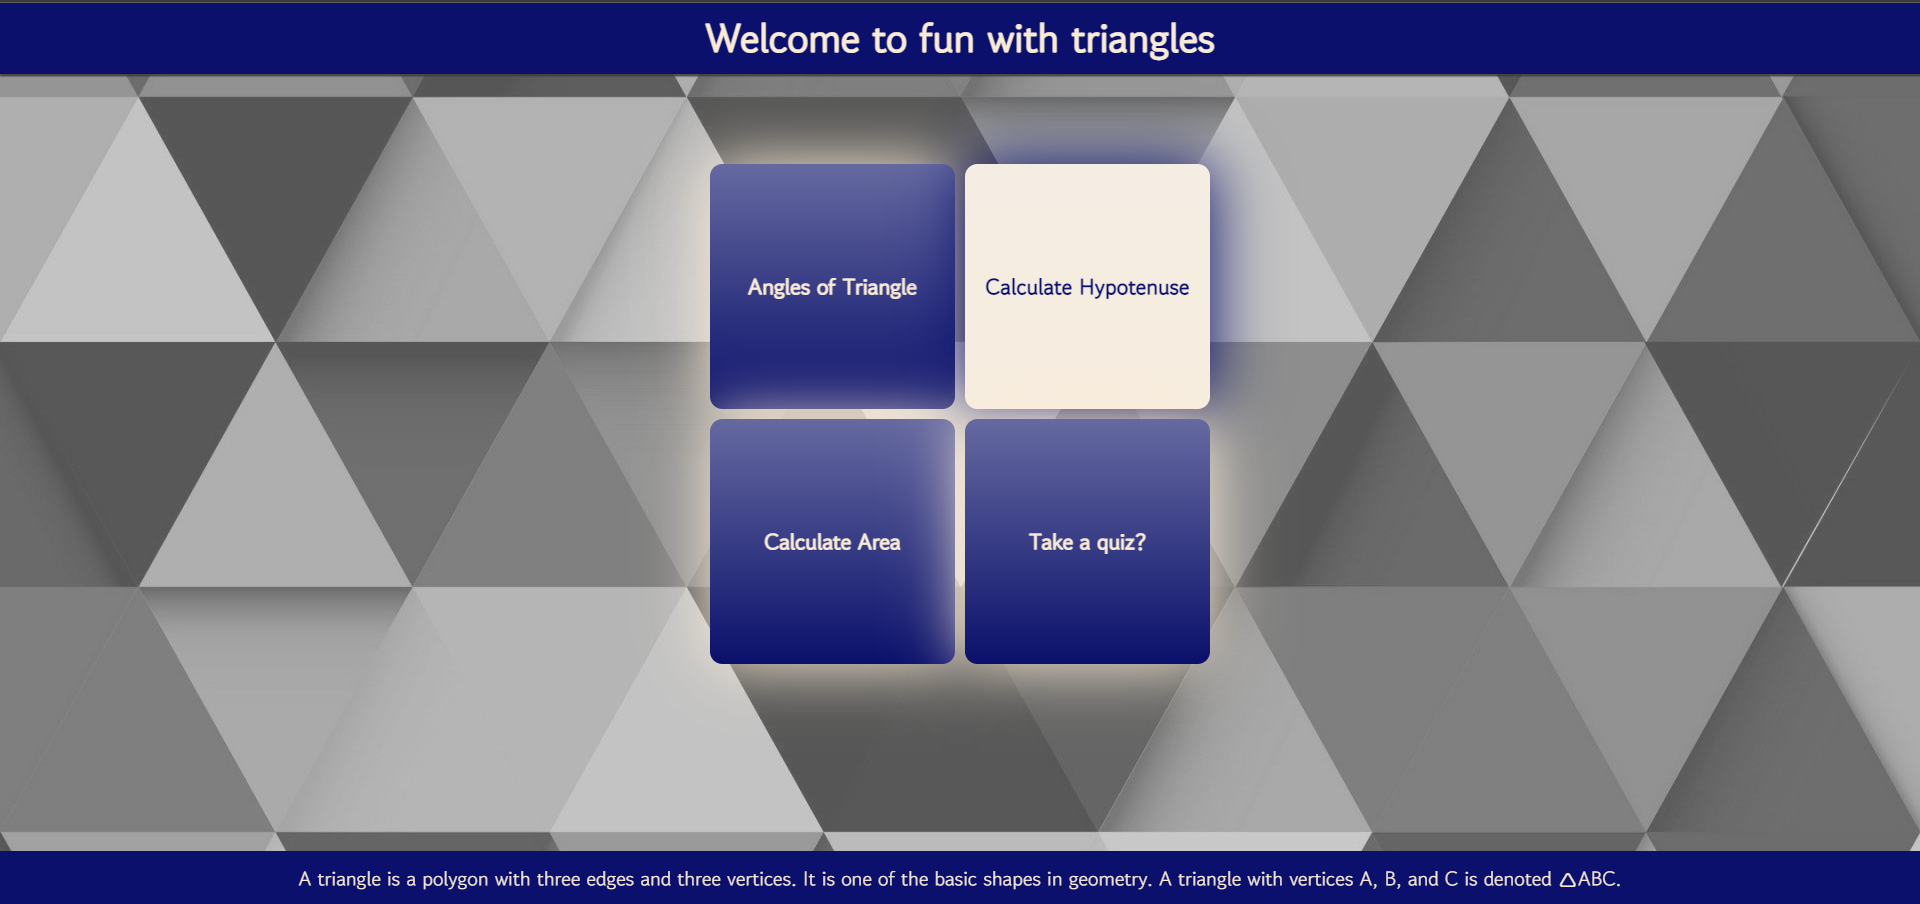 Welcome to fun with triangles
Angles of Triangle
Calculate Hypotenuse
Calculate Area
Take a quiz?
A triangle is a polygon with three edges and three vertices. It is one of the basic shapes in geometry. A triangle with vertices A, B, and C is denoted △ABC.